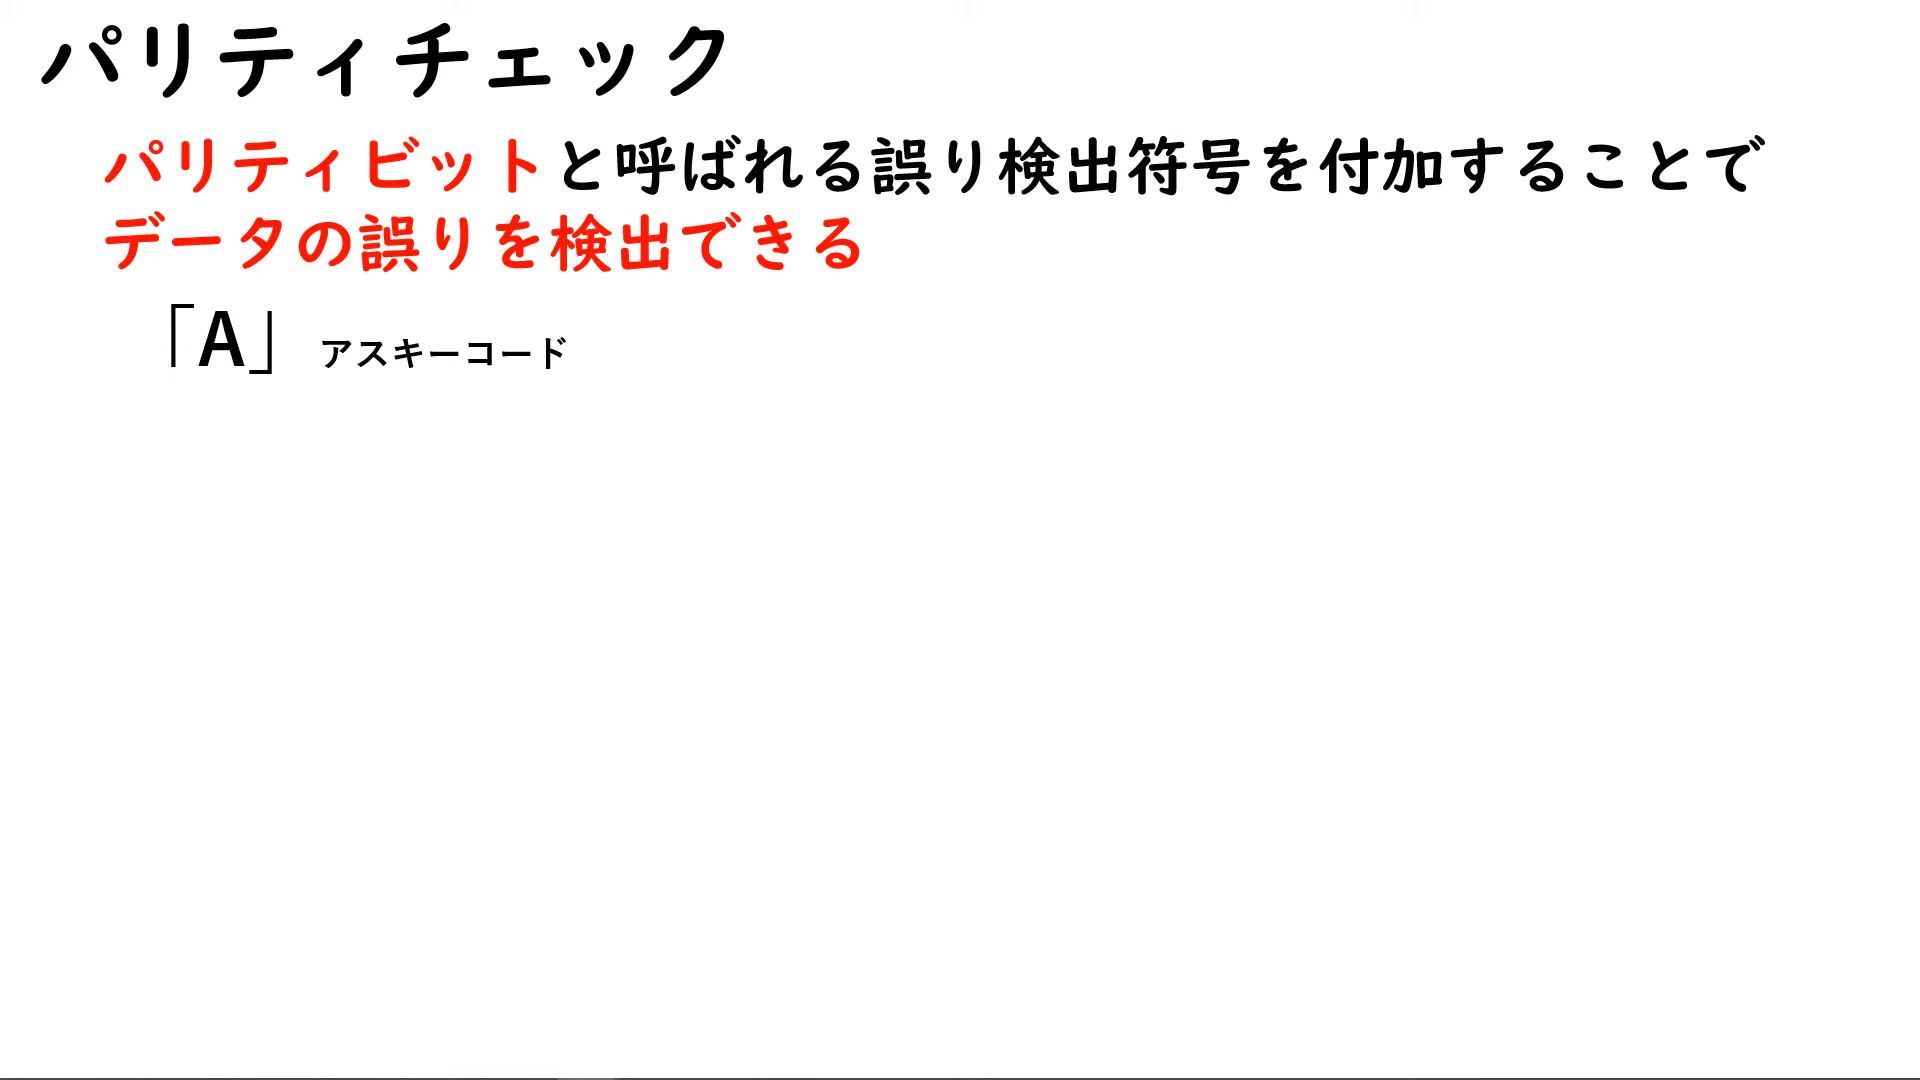 パリティチェック
パリティビットと呼ばれる誤り検出符号を付加することで
データの誤りを検出できる
「A」 アスキーコード